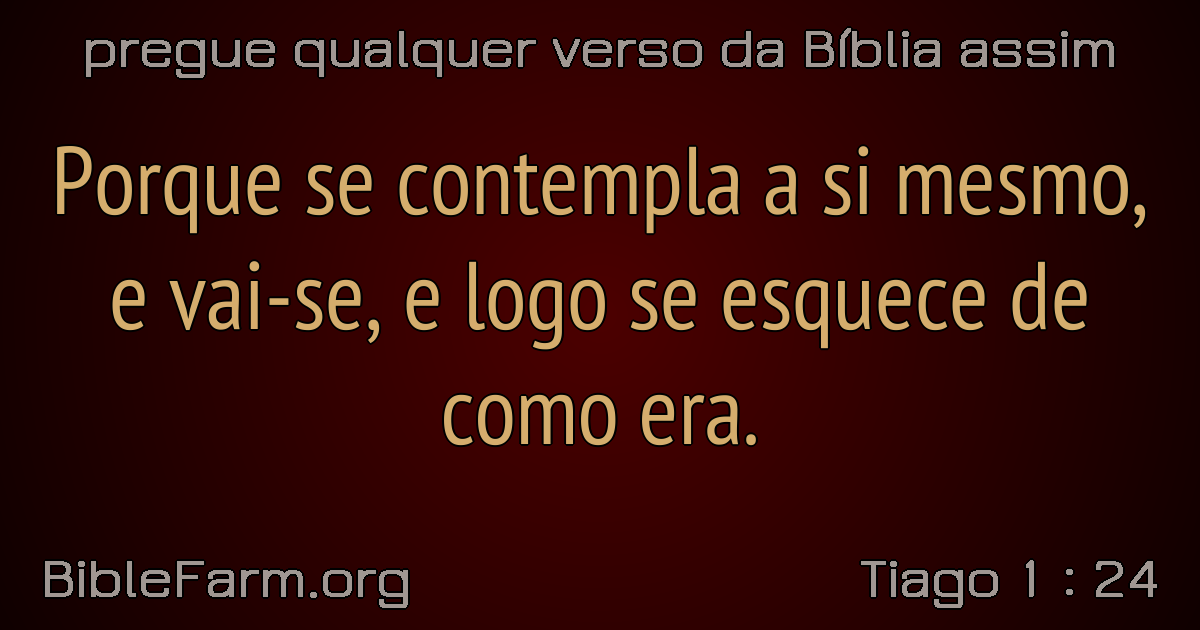 pregue qualquer verso da Bíblia assim
Porque se contempla a si mesmo,
e vai-se, e logo se esquece de
como era.
BibleFarm.org
Tiago 1 : 24